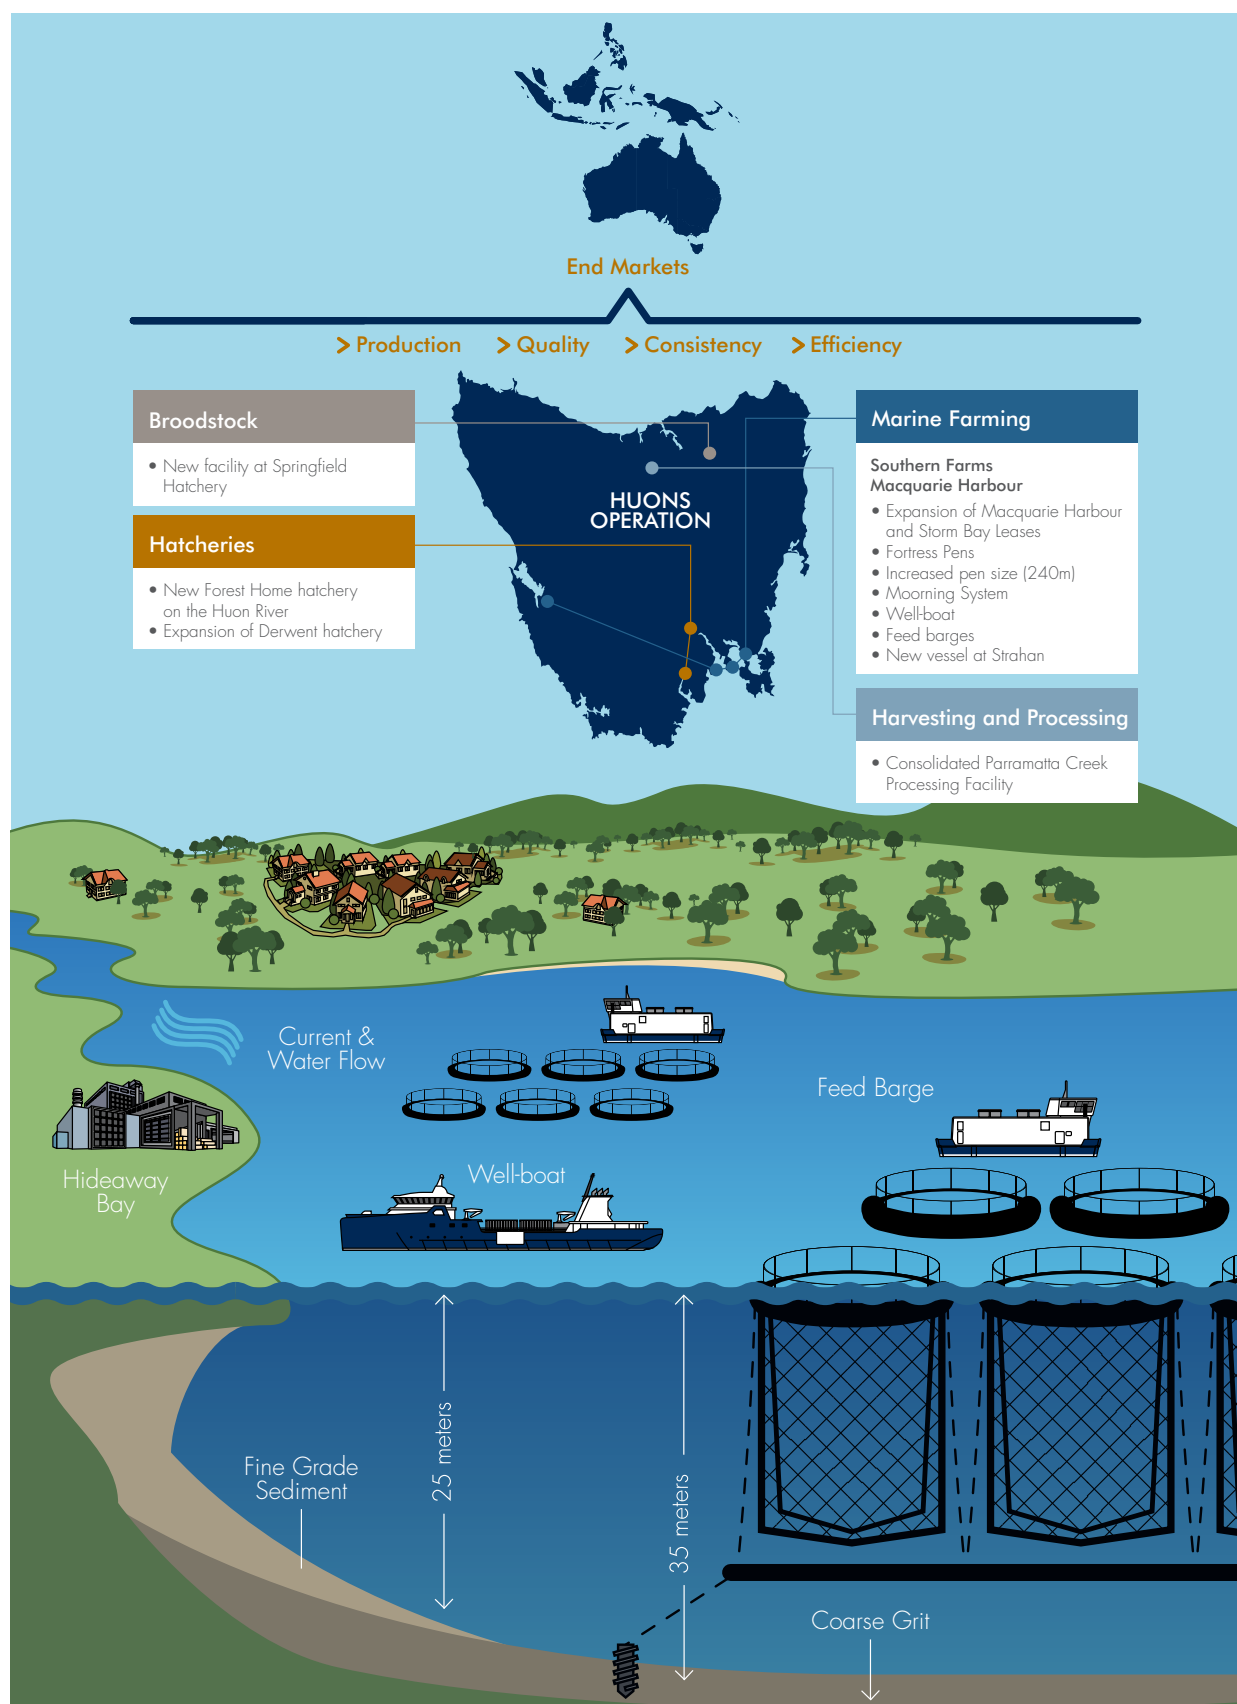 End Markets
Production
Quality
Consistency
Efficiency
Broodstock
• New facility at Springfield
Hatchery
Hatcheries
• New Forest Home hatchery
on the Huon River
• Expansion of Derwent hatchery
HUONS
OPERATION
Marine Farming
Southern Farms
Macquarie Harbour
• Expansion of Macquarie Harbour
and Storm Bay Leases
• Fortress Pens
• Increased pen size (240m)
• Moorning System
• Well-boat
• Feed barges
• New vessel at Strahan
Harvesting and Processing
• Consolidated Parramatta Creek
Processing Facility
Current &
Water Flow
Feed Barge
Hideaway
Bay
Well-boat
25 meters
35 meters
Fine Grade
Sediment
Coarse Grit